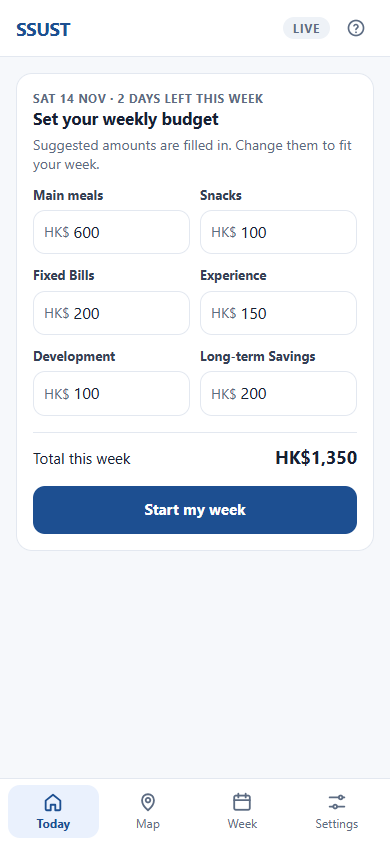 SSUST
LIVE
SAT 14 NOV · 2 DAYS LEFT THIS WEEK
Set your weekly budget
Suggested amounts are filled in. Change them to fit
your week.
Main meals
Snacks
HK$ 600
HK$ 100
Fixed Bills
Experience
HK$ 200
HK$ 150
Development
Long-term Savings
HK$ 100
HK$ 200
Total this week
HK$1,350
Start my week
Today
Map
Week
Settings